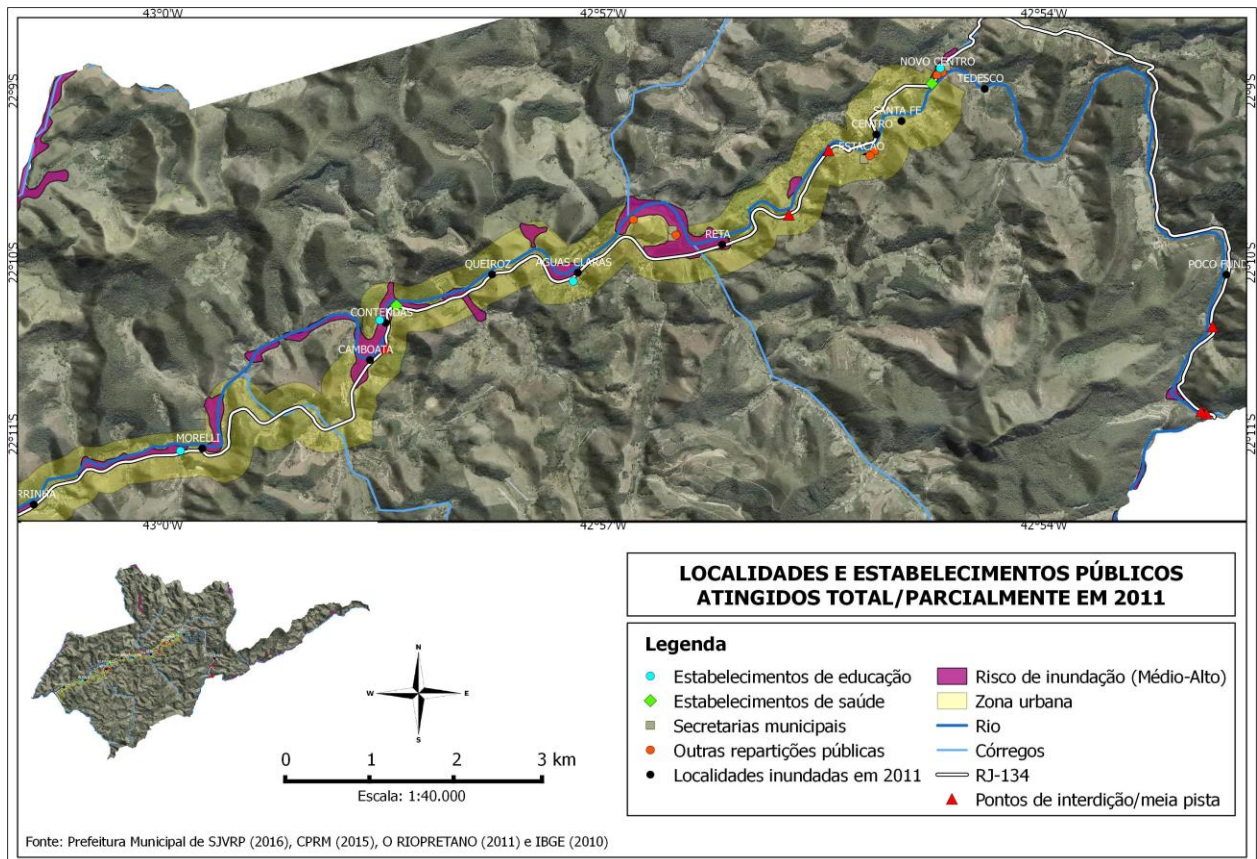 43°0'W 42°57'W 42°54'W
22°9'S 22°9'S
NOVO CENTRO
TEDESCO
SANTA FE
CENTRO
ESTACAO
RETA
22°10'S 22°10'S
QUEIROZ
AGUAS CLARAS
POCO FUND
CONTENDAS
CAMBOATA
22°11'S 22°11'S
MORELLI
RRINHA
43°0'W 42°57'W 42°54'W
LOCALIDADES E ESTABELECIMENTOS PÚBLICOS
ATINGIDOS TOTAL/PARCIALMENTE EM 2011
Legenda
Estabelecimentos de educação
Estabelecimentos de saúde
Secretarias municipais
Outras repartições públicas
Localidades inundadas em 2011
Risco de inundação (Médio-Alto)
Zona urbana
Rio
Córregos
RJ-134
Pontos de interdição/meia pista
N
W E
S
0 1 2 3 km
Escala: 1:40.000
Fonte: Prefeitura Municipal de SJVRP (2016), CPRM (2015), O RIOPRETANO (2011) e IBGE (2010)